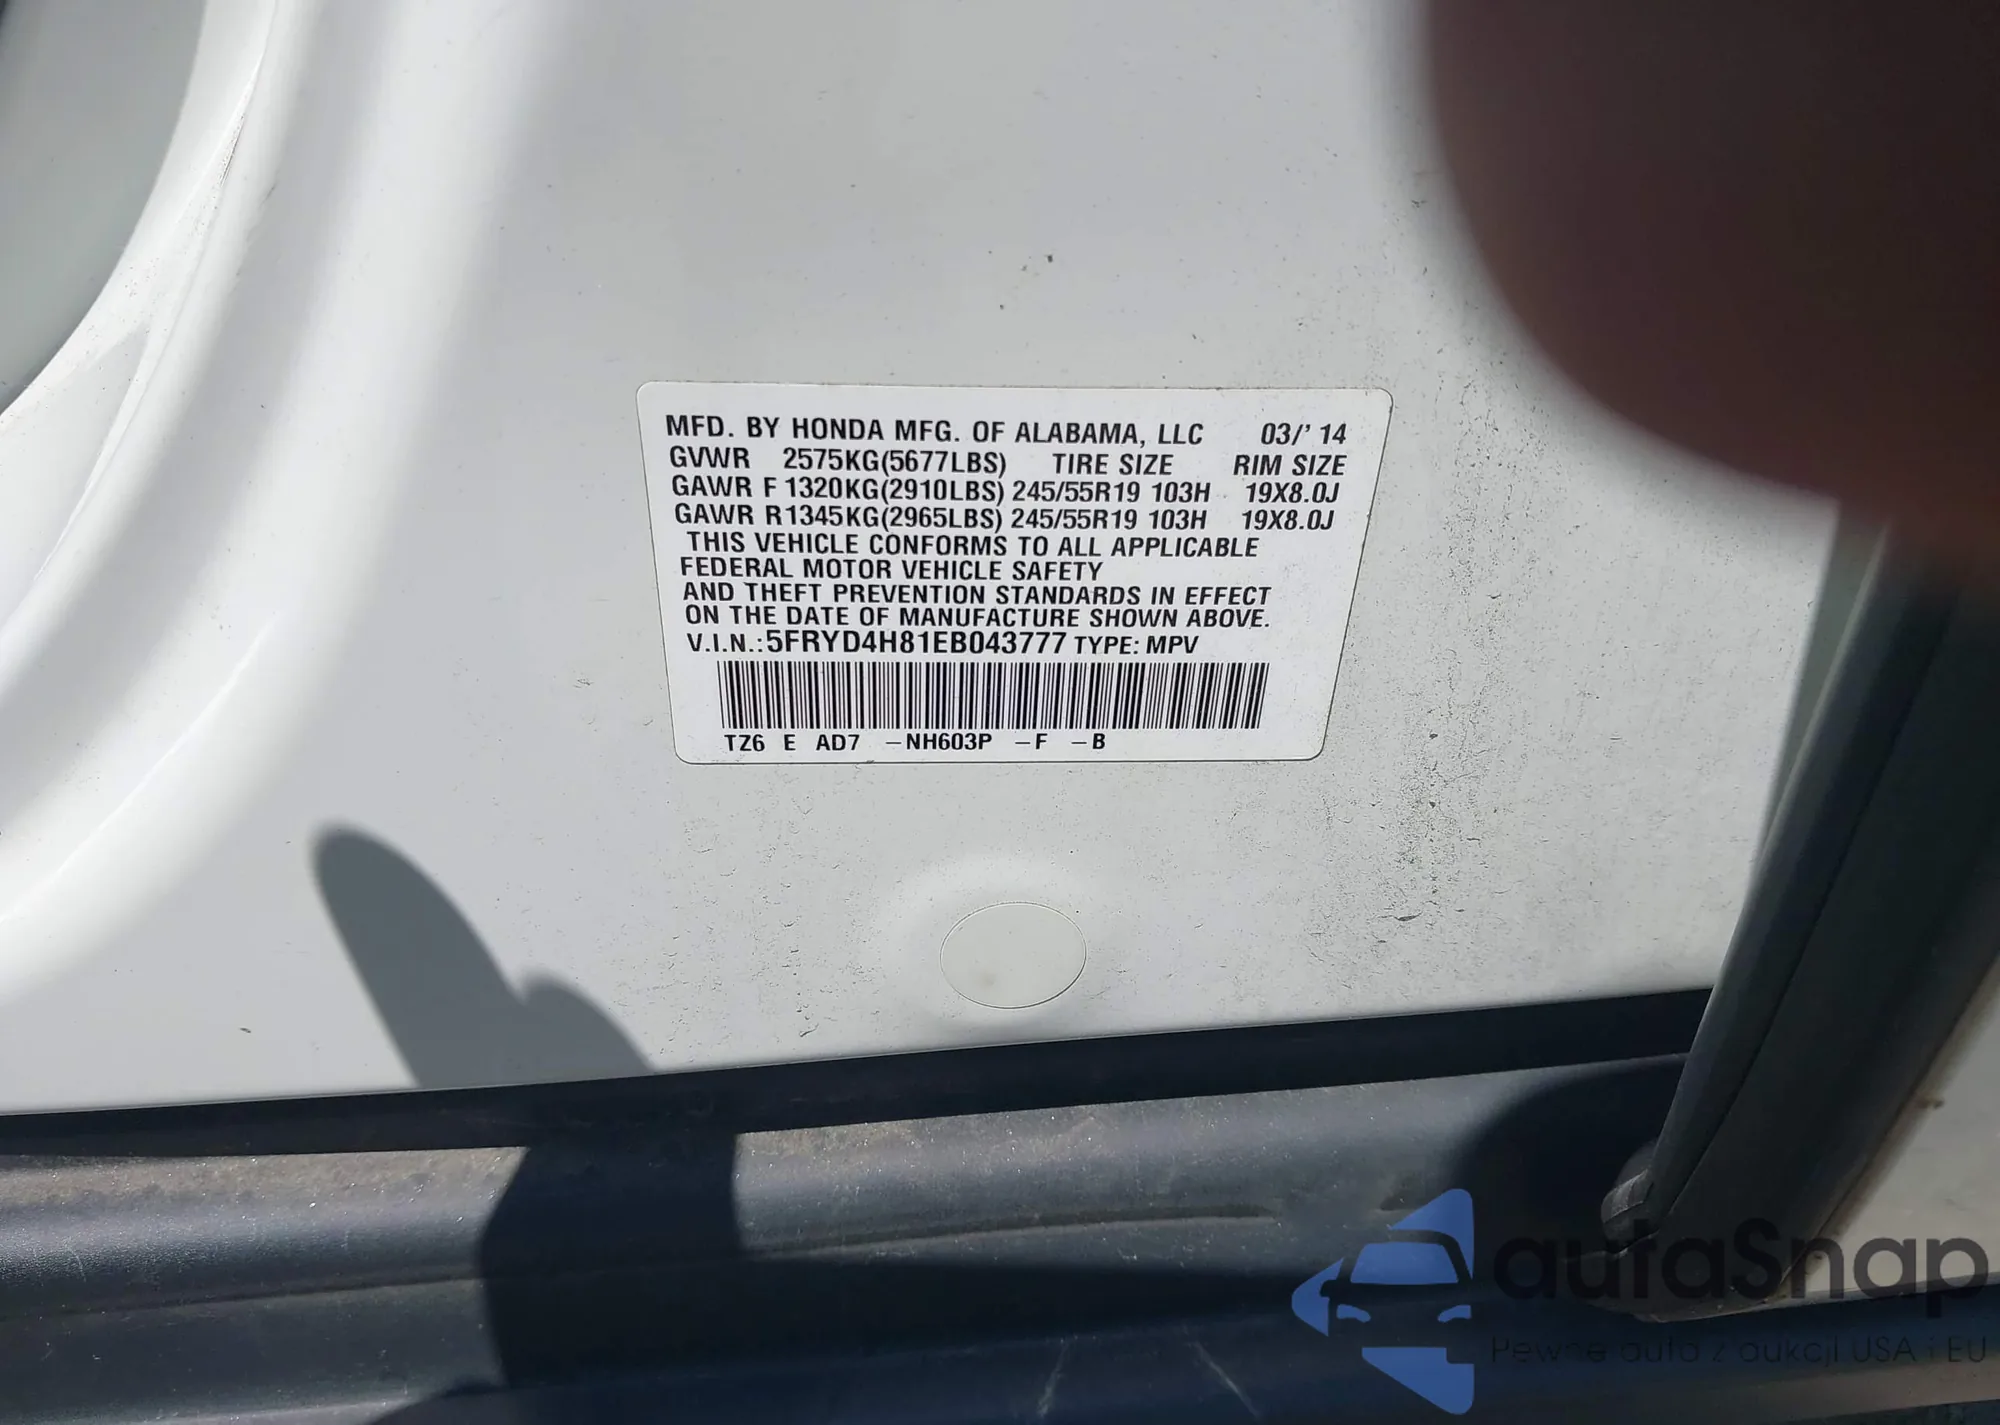 MFD. BY HONDA MFG. OF ALABAMA, LLC 03/' 14
GVWR 2575KG(5677LBS) TIRE SIZE RIM SIZE
GAWR F 1320KG(2910LBS) 245/55R19 103H 19X8.0J
GAWR R1345KG(2965LBS) 245/55R19 103H 19X8.0J
THIS VEHICLE CONFORMS TO ALL APPLICABLE
FEDERAL MOTOR VEHICLE SAFETY
AND THEFT PREVENTION STANDARDS IN EFFECT
ON THE DATE OF MANUFACTURE SHOWN ABOVE.
V.I.N.:5FRYD4H81EB043777 TYPE: MPV
TZ6 E AD7 -NH603P -F -B
autaSnap
Pewne auta z aukcji USA i EU